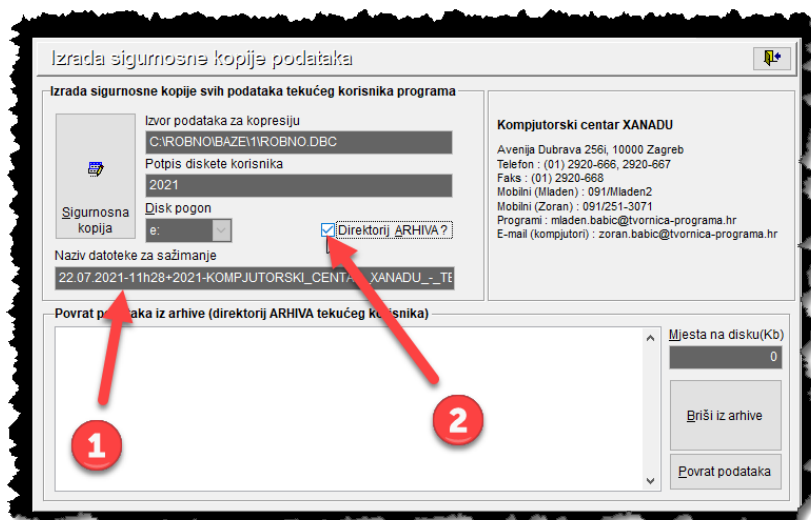 Izrada sigurnosne kopije podataka
Izrada sigurnosne kopije svih podataka tekućeg korisnika programa
Sigurnosna
kopija
Izvor podataka za kopresiju
C:\ROBNO\BAZE\1\ROBNO.DBC
Potpis diskete korisnika
2021
Disk pogon
e:
Direktorij ARHIVA?
Naziv datoteke za sažimanje
22.07.2021-11h28+2021-KOMPJUTORSKI_CENTA XANADU_-_TE
Kompjutorski centar XANADU
Avenija Dubrava 256i, 10000 Zagreb
Telefon : (01) 2920-666, 2920-667
Faks : (01) 2920-668
Mobilni (Mladen) : 091/Mladen2
Mobilni (Zoran) : 091/251-3071
Programi : mladen.babic@tvornica-programa.hr
E-mail (kompjutori) : zoran.babic@tvornica-programa.hr
Povrat aka iz arhive (direktorij ARHIVA tekućeg korisnika)
Mjesta na disku(Kb)
0
Briši iz arhive
Povrat podataka
1
2